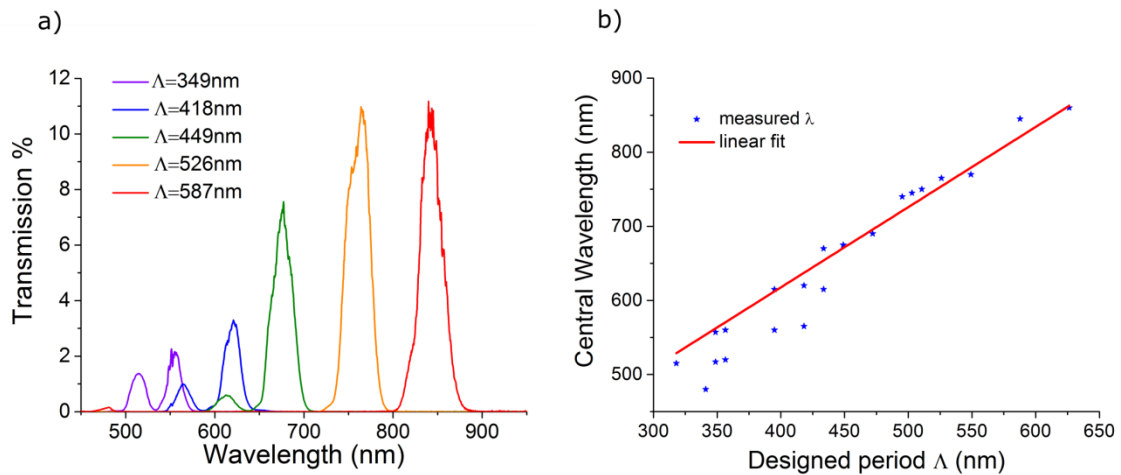 a)
Λ=349nm
Λ=418nm
Λ=449nm
Λ=526nm
Λ=587nm
Transmission %
12
10
8
6
4
2
0
500 600 700 800 900
Wavelength (nm)
b)
measured λ
linear fit
Central Wavelength (nm)
900
800
700
600
500
400
300 350 400 450 500 550 600 650
Designed period Λ (nm)